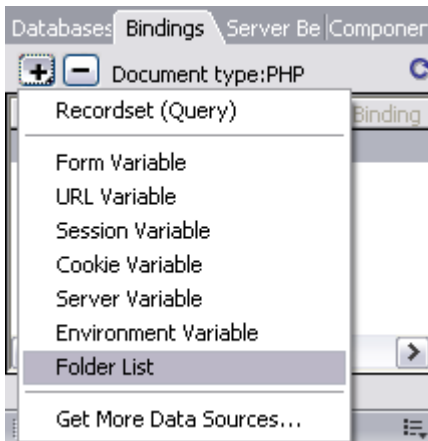 Databases Bindings Server Be Componen
Document type:PHP
Recordset (Query)
Binding
Form Variable
URL Variable
Session Variable
Cookie Variable
Server Variable
Environment Variable
Folder List
Get More Data Sources...